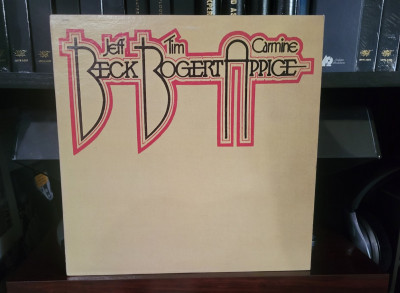 Jeff Tim Carmine
Beck Bogert Appice